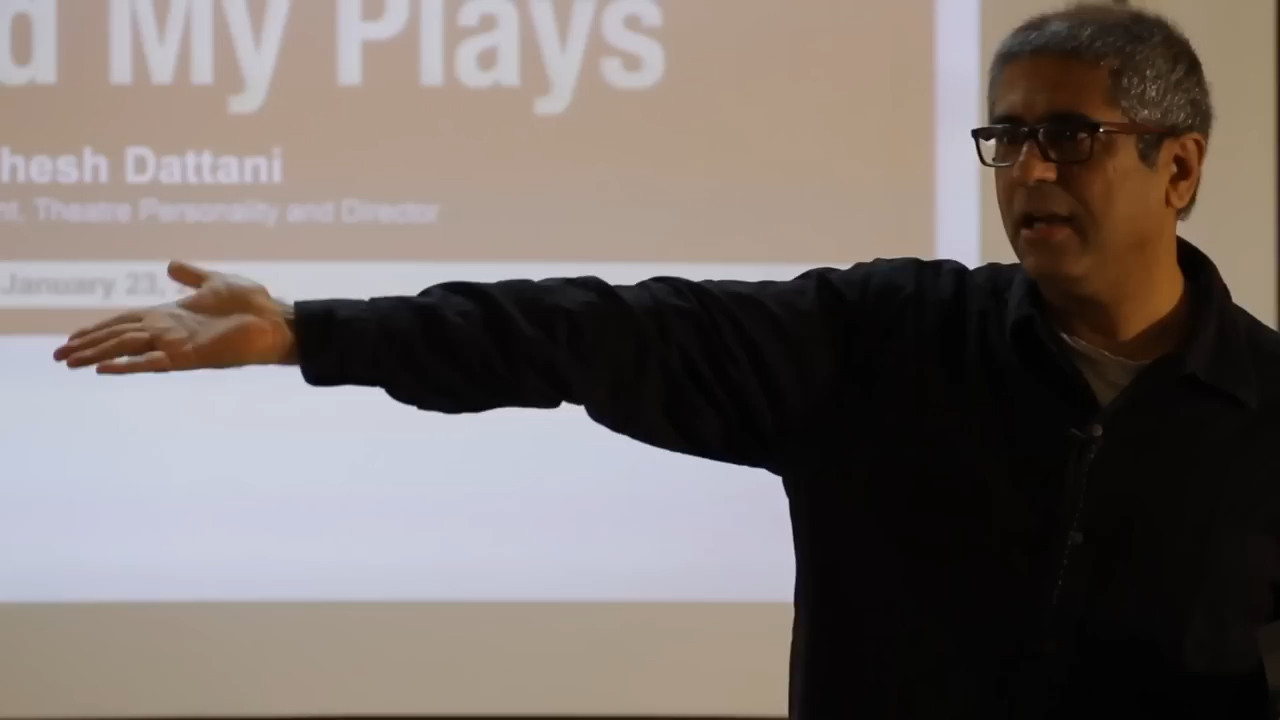 d My Plays
hesh Dattani
nt, Theatre Personality and Director
January 23,